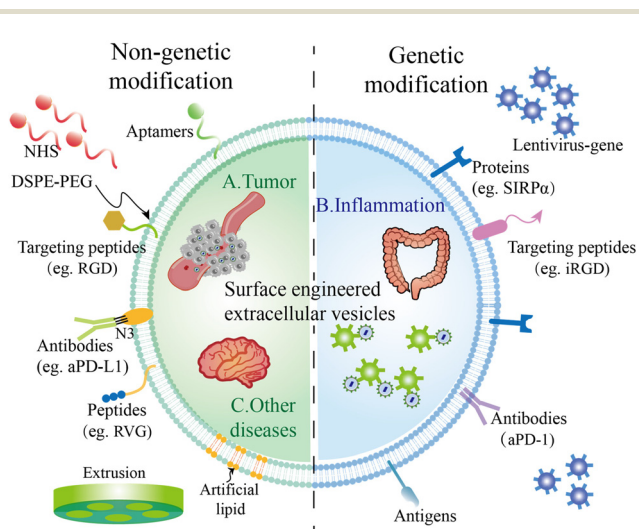 Non-genetic
modification
Genetic
modification
NHS
Aptamers
DSPE-PEG
Targeting peptides
(eg. RGD)
N3
Antibodies
(eg. aPD-L1)
Peptides
(eg. RVG)
Extrusion
Artificial
lipid
A.Tumor
B.Inflammation
Surface engineered
extracellular vesicles
C.Other
diseases
Lentivirus-gene
Proteins
(eg. SIRPα)
Targeting peptides
(eg. iRGD)
Antibodies
(aPD-1)
Antigens